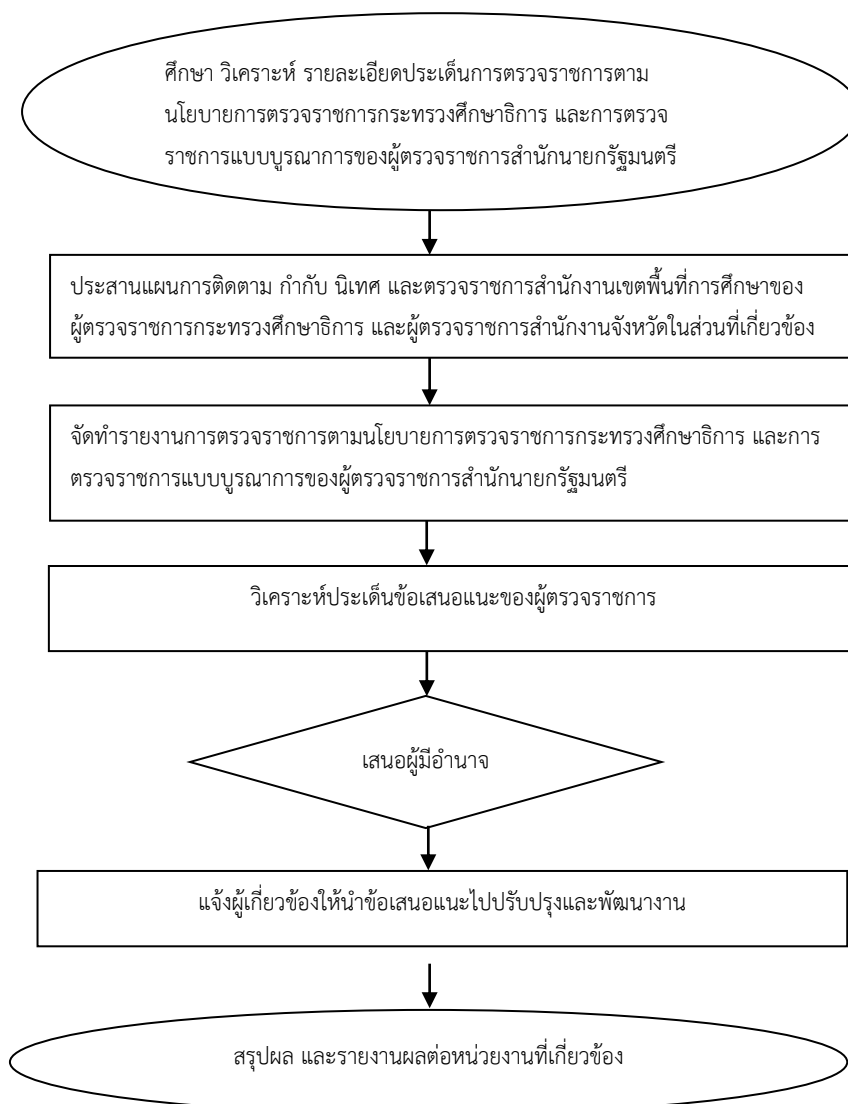 ศึกษา วิเคราะห์ รายละเอียดประเด็นการตรวจราชการตาม
นโยบายการตรวจราชการกระทรวงศึกษาธิการ และการตรวจ
ราชการแบบบูรณาการของผู้ตรวจราชการสำนักนายกรัฐมนตรี
ประสานแผนการติดตาม กำกับ นิเทศ และตรวจราชการสำนักงานเขตพื้นที่การศึกษาของ
ผู้ตรวจราชการกระทรวงศึกษาธิการ และผู้ตรวจราชการสำนักงานจังหวัดในส่วนที่เกี่ยวข้อง
จัดทำรายงานการตรวจราชการตามนโยบายการตรวจราชการกระทรวงศึกษาธิการ และการ
ตรวจราชการแบบบูรณาการของผู้ตรวจราชการสำนักนายกรัฐมนตรี
วิเคราะห์ประเด็นข้อเสนอแนะของผู้ตรวจราชการ
เสนอผู้มีอำนาจ
แจ้งผู้เกี่ยวข้องให้นำข้อเสนอแนะไปปรับปรุงและพัฒนางาน
สรุปผล และรายงานผลต่อหน่วยงานที่เกี่ยวข้อง